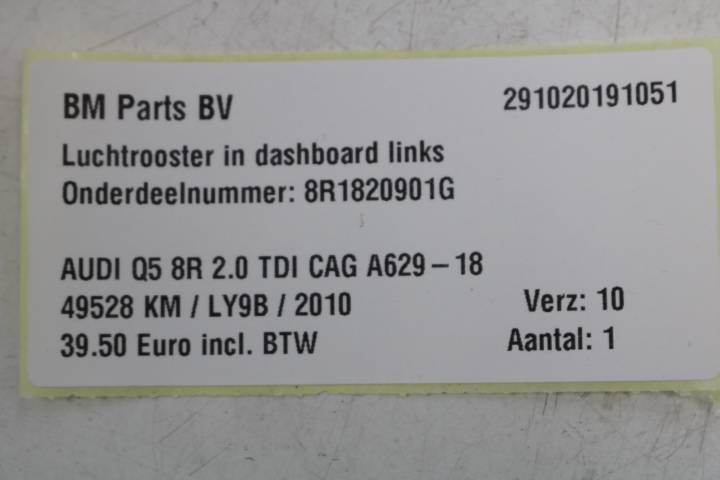 BM Parts BV 291020191051
Luchtrooster in dashboard links
Onderdeelnummer: 8R1820901G
AUDI Q5 8R 2.0 TDI CAG A629 – 18
49528 KM / LY9B / 2010 Verz: 10
39.50 Euro incl. BTW Aantal: 1